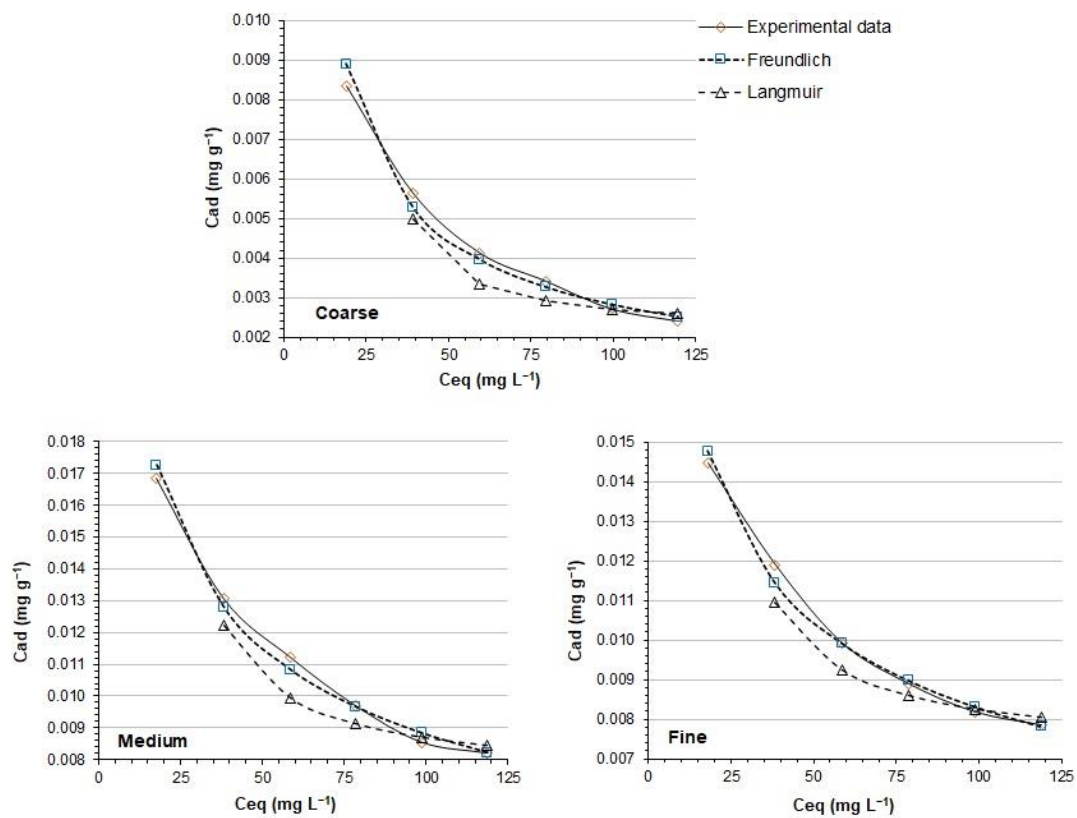 Experimental data
Freundlich
Langmuir
0.010
0.009
0.008
0.007
0.006
0.005
0.004
0.003
0.002
Cad (mg g⁻¹)
Coarse
0 25 50 75 100 125
Ceq (mg L⁻¹)
0.018
0.017
0.016
0.015
0.014
0.013
0.012
0.011
0.010
0.009
0.008
Cad (mg g⁻¹)
Medium
0 25 50 75 100 125
Ceq (mg L⁻¹)
0.015
0.014
0.013
0.012
0.011
0.010
0.009
0.008
0.007
Cad (mg g⁻¹)
Fine
0 25 50 75 100 125
Ceq (mg L⁻¹)